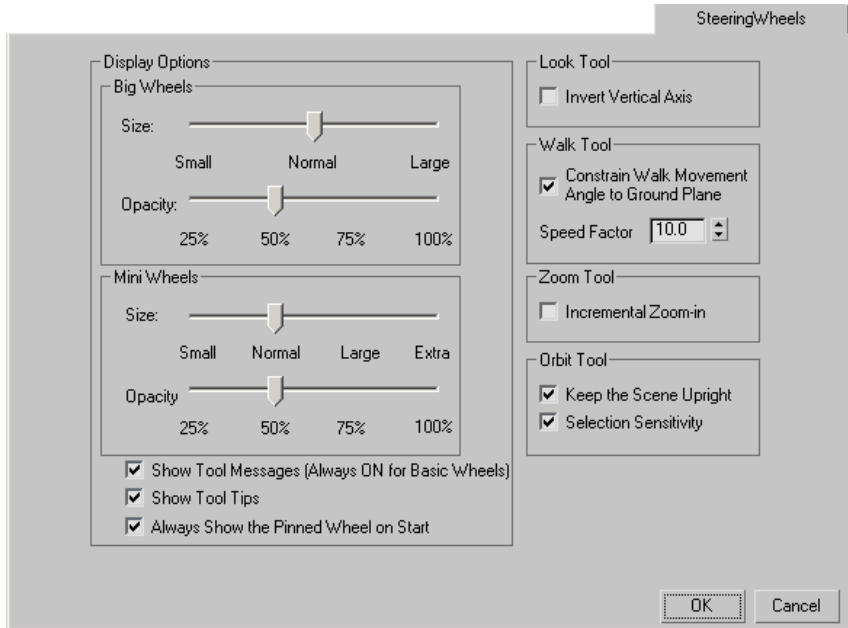 SteeringWheels
Display Options
Big Wheels
Size:
Small Normal Large
Opacity:
25% 50% 75% 100%
Mini Wheels
Size:
Small Normal Large Extra
Opacity
25% 50% 75% 100%
Show Tool Messages (Always ON for Basic Wheels)
Show Tool Tips
Always Show the Pinned Wheel on Start
Look Tool
Invert Vertical Axis
Walk Tool
Constrain Walk Movement
Angle to Ground Plane
Speed Factor 10.0
Zoom Tool
Incremental Zoom-in
Orbit Tool
Keep the Scene Upright
Selection Sensitivity
OK Cancel